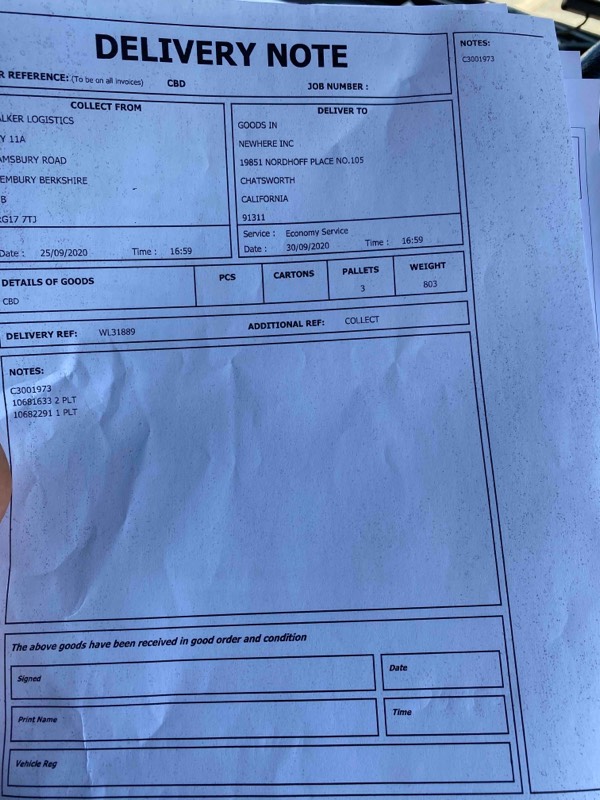 DELIVERY NOTE
NOTES:
C3001973
R REFERENCE: (To be on all invoices) CBD JOB NUMBER :
COLLECT FROM
ALKER LOGISTICS
Y 11A
AMSBURY ROAD
EMBURY BERKSHIRE
B
RG17 7TJ
Date : 25/09/2020 Time : 16:59
DELIVER TO
GOODS IN
NEWHERE INC
19851 NORDHOFF PLACE NO.105
CHATSWORTH
CALIFORNIA
91311
Service : Economy Service
Date : 30/09/2020 Time : 16:59
DETAILS OF GOODS PCS CARTONS PALLETS WEIGHT
CBD 3 803
DELIVERY REF: WL31889 ADDITIONAL REF: COLLECT
NOTES:
C3001973
10681633 2 PLT
10682291 1 PLT
The above goods have been received in good order and condition
Signed Date
Print Name Time
Vehicle Reg